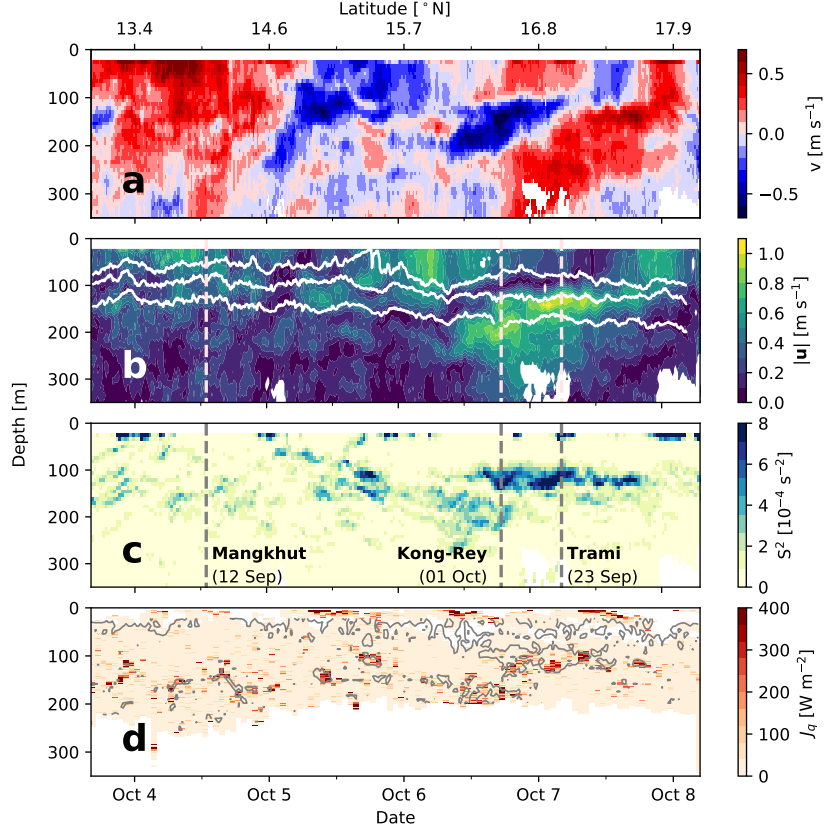 Latitude [°N]
13.4 14.6 15.7 16.8 17.9
0
100
200
300
a
0.5
0.0
−0.5
v [m s⁻¹]
0
100
200
300
b
1.0
0.8
0.6
0.4
0.2
0.0
|u| [m s⁻¹]
Depth [m]
0
100
200
300
c
Mangkhut
(12 Sep)
Kong-Rey
(01 Oct)
Trami
(23 Sep)
8
6
4
2
0
S² [10⁻⁴ s⁻²]
0
100
200
300
d
400
300
200
100
0
J_q [W m⁻²]
Oct 4 Oct 5 Oct 6 Oct 7 Oct 8
Date